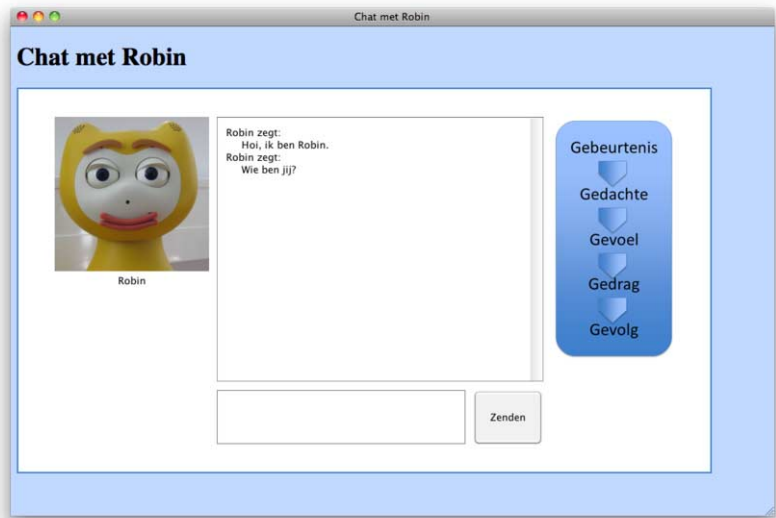 Chat met Robin
Chat met Robin
Robin zegt:
Hoi, ik ben Robin.
Robin zegt:
Wie ben jij?
Robin
Gebeurtenis
Gedachte
Gevoel
Gedrag
Gevolg
Zenden